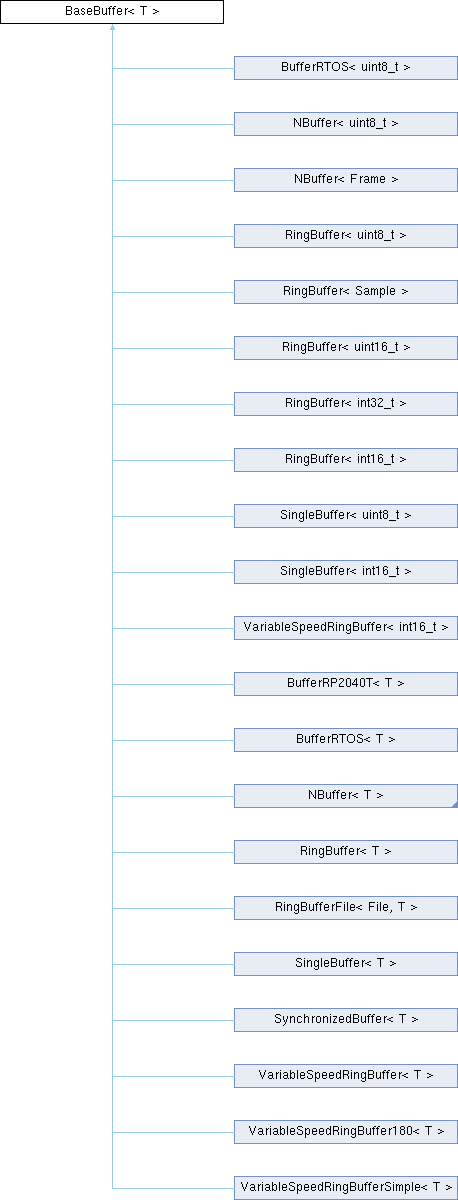 BaseBuffer< T >
BufferRTOS< uint8_t >
NBuffer< uint8_t >
NBuffer< Frame >
RingBuffer< uint8_t >
RingBuffer< Sample >
RingBuffer< uint16_t >
RingBuffer< int32_t >
RingBuffer< int16_t >
SingleBuffer< uint8_t >
SingleBuffer< int16_t >
VariableSpeedRingBuffer< int16_t >
BufferRP2040T< T >
BufferRTOS< T >
NBuffer< T >
RingBuffer< T >
RingBufferFile< File, T >
SingleBuffer< T >
SynchronizedBuffer< T >
VariableSpeedRingBuffer< T >
VariableSpeedRingBuffer180< T >
VariableSpeedRingBufferSimple< T >